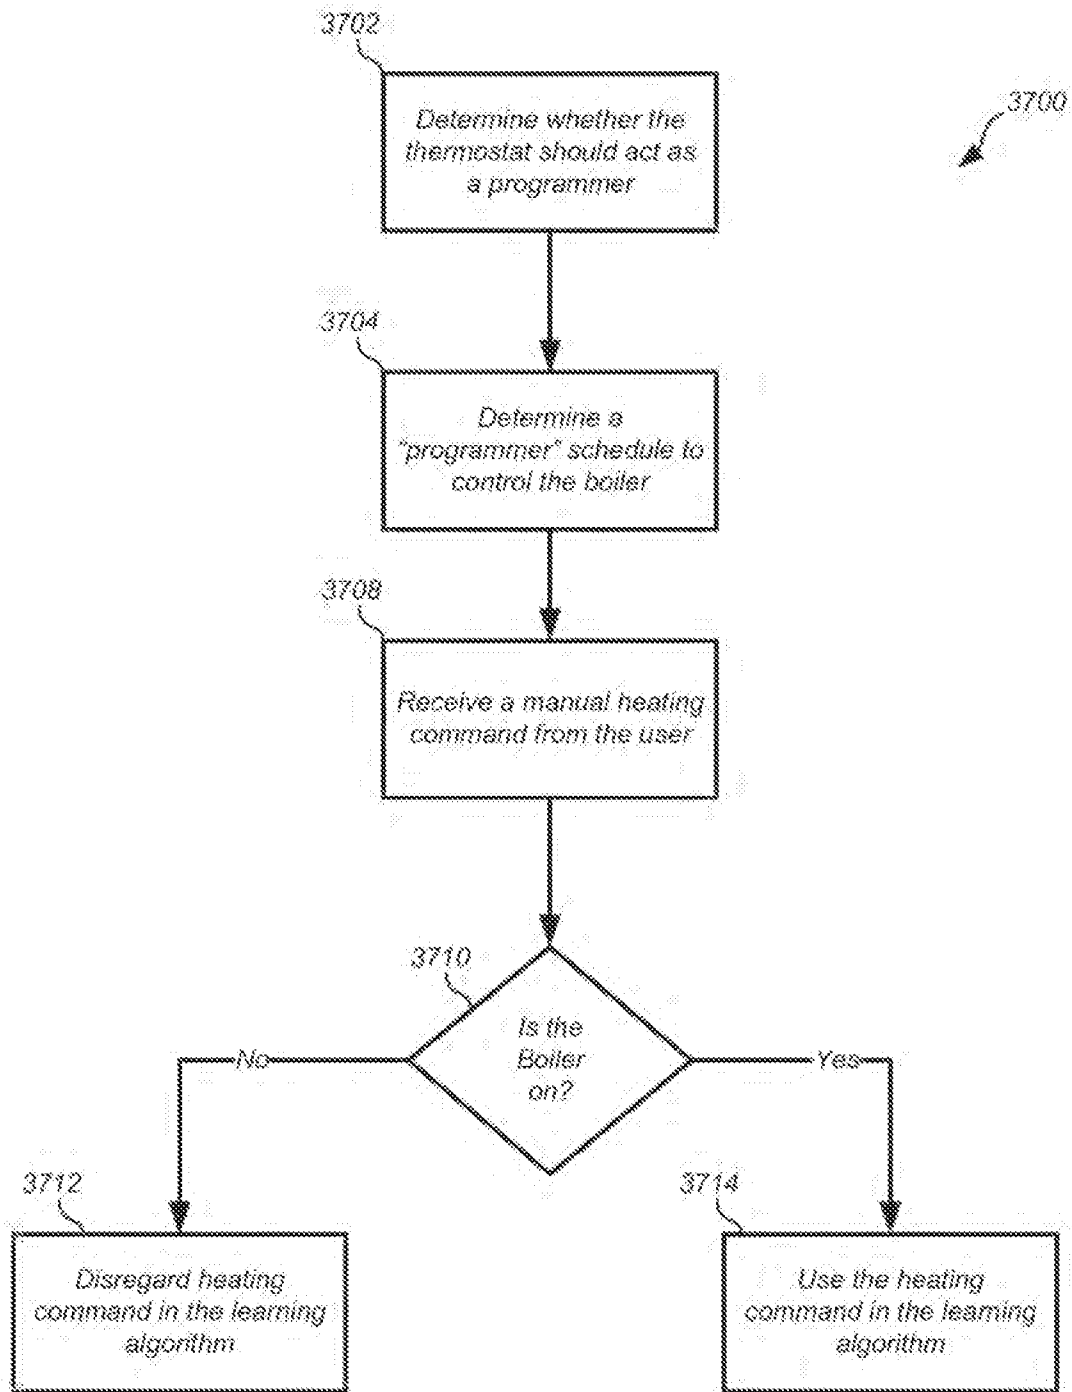 3702
3700
Determine whether the
thermostat should act as
a programmer
3704
Determine a
"programmer" schedule to
control the boiler
3708
Receive a manual heating
command from the user
3710
Is the
Boiler
on?
No
Yes
3712
3714
Disregard heating
command in the learning
algorithm
Use the heating
command in the learning
algorithm